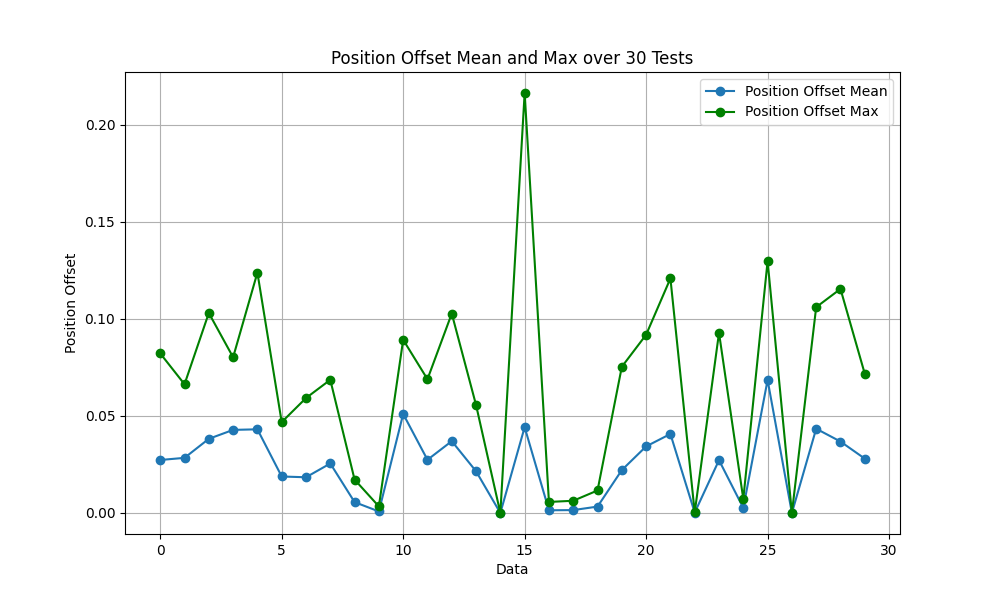 Position Offset Mean and Max over 30 Tests
Position Offset Mean
Position Offset Max
Position Offset
0.20
0.15
0.10
0.05
0.00
0 5 10 15 20 25 30
Data